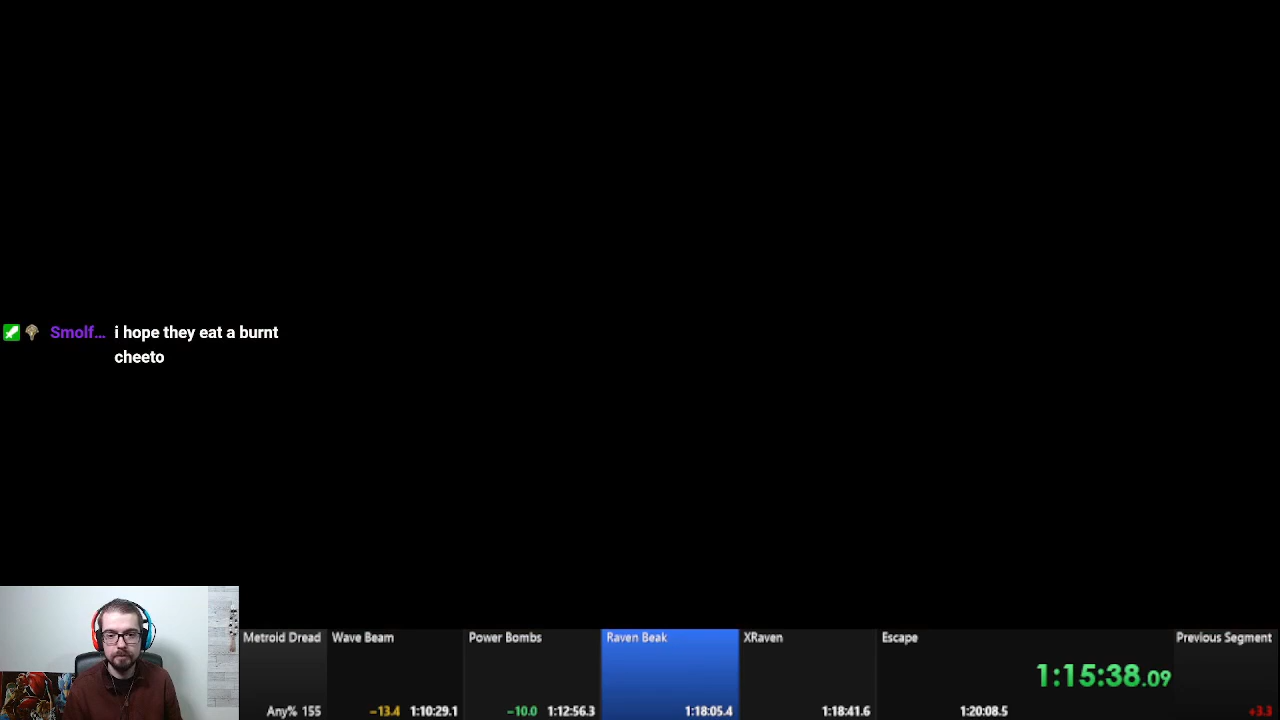 Smolf... i hope they eat a burnt
cheeto
Metroid Dread Wave Beam Power Bombs Raven Beak XRaven Escape Previous Segment
1:15:38.09
Any% 155 −13.4 1:10:29.1 −10.0 1:12:56.3 1:18:05.4 1:18:41.6 1:20:08.5 +3.3